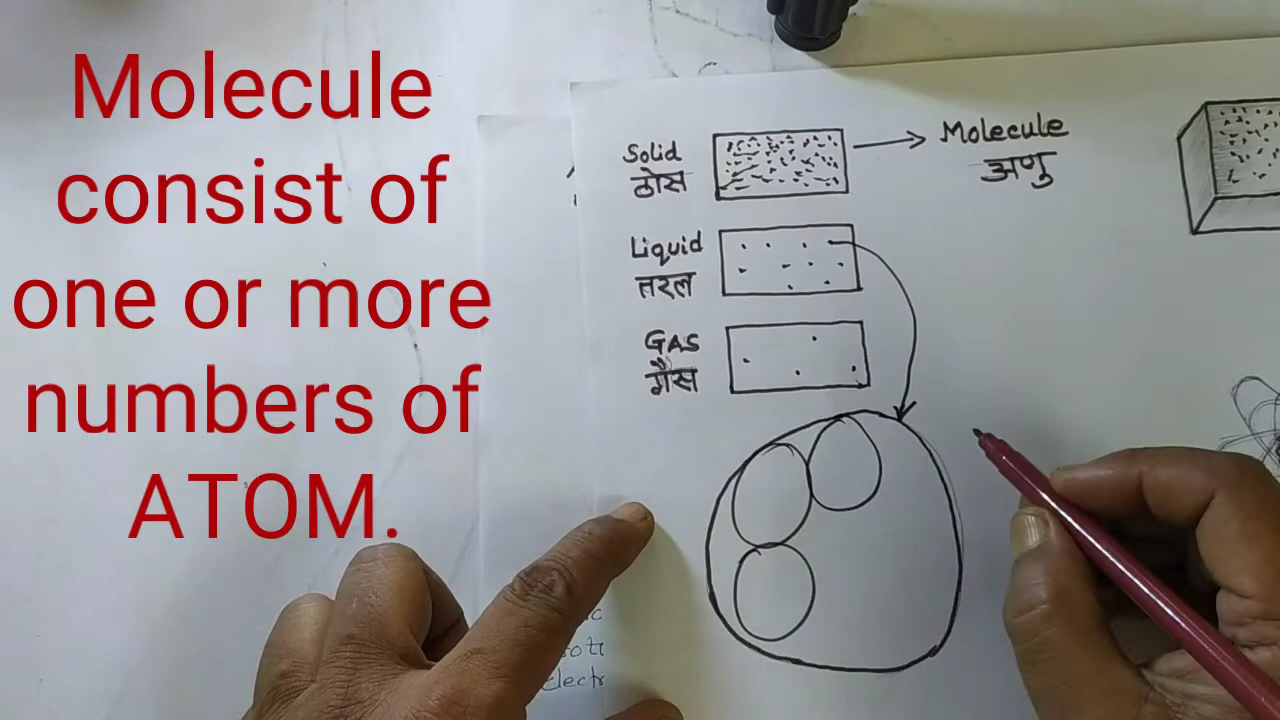 Molecule
consist of
one or more
numbers of
ATOM.
Solid
ठोस
Molecule
अणु
Liquid
तरल
GAS
गैस